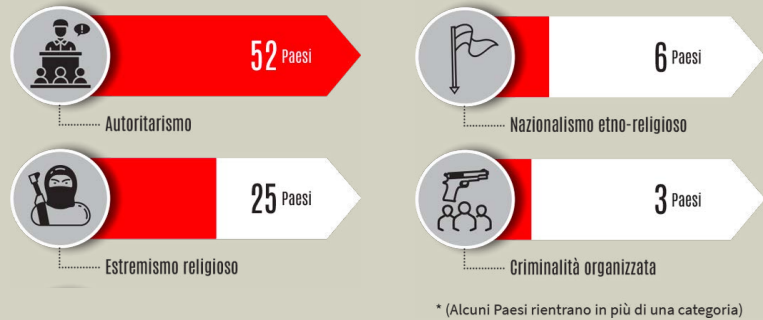 52 Paesi
Autoritarismo
6 Paesi
Nazionalismo etno-religioso
25 Paesi
Estremismo religioso
3 Paesi
Criminalità organizzata
* (Alcuni Paesi rientrano in più di una categoria)